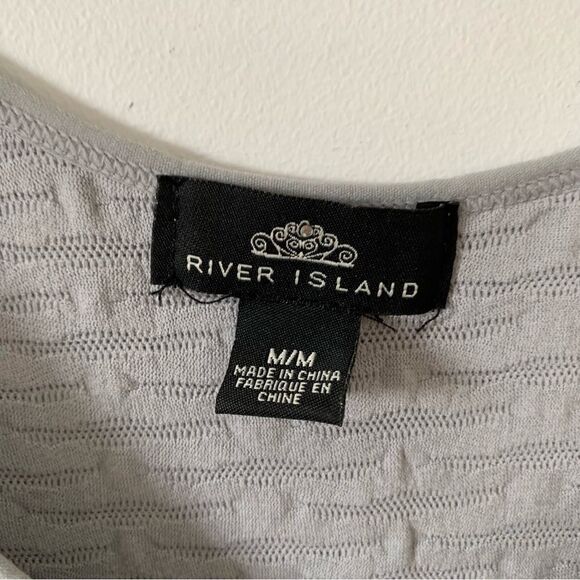 RIVER ISLAND
M/M
MADE IN CHINA
FABRIQUE EN
CHINE